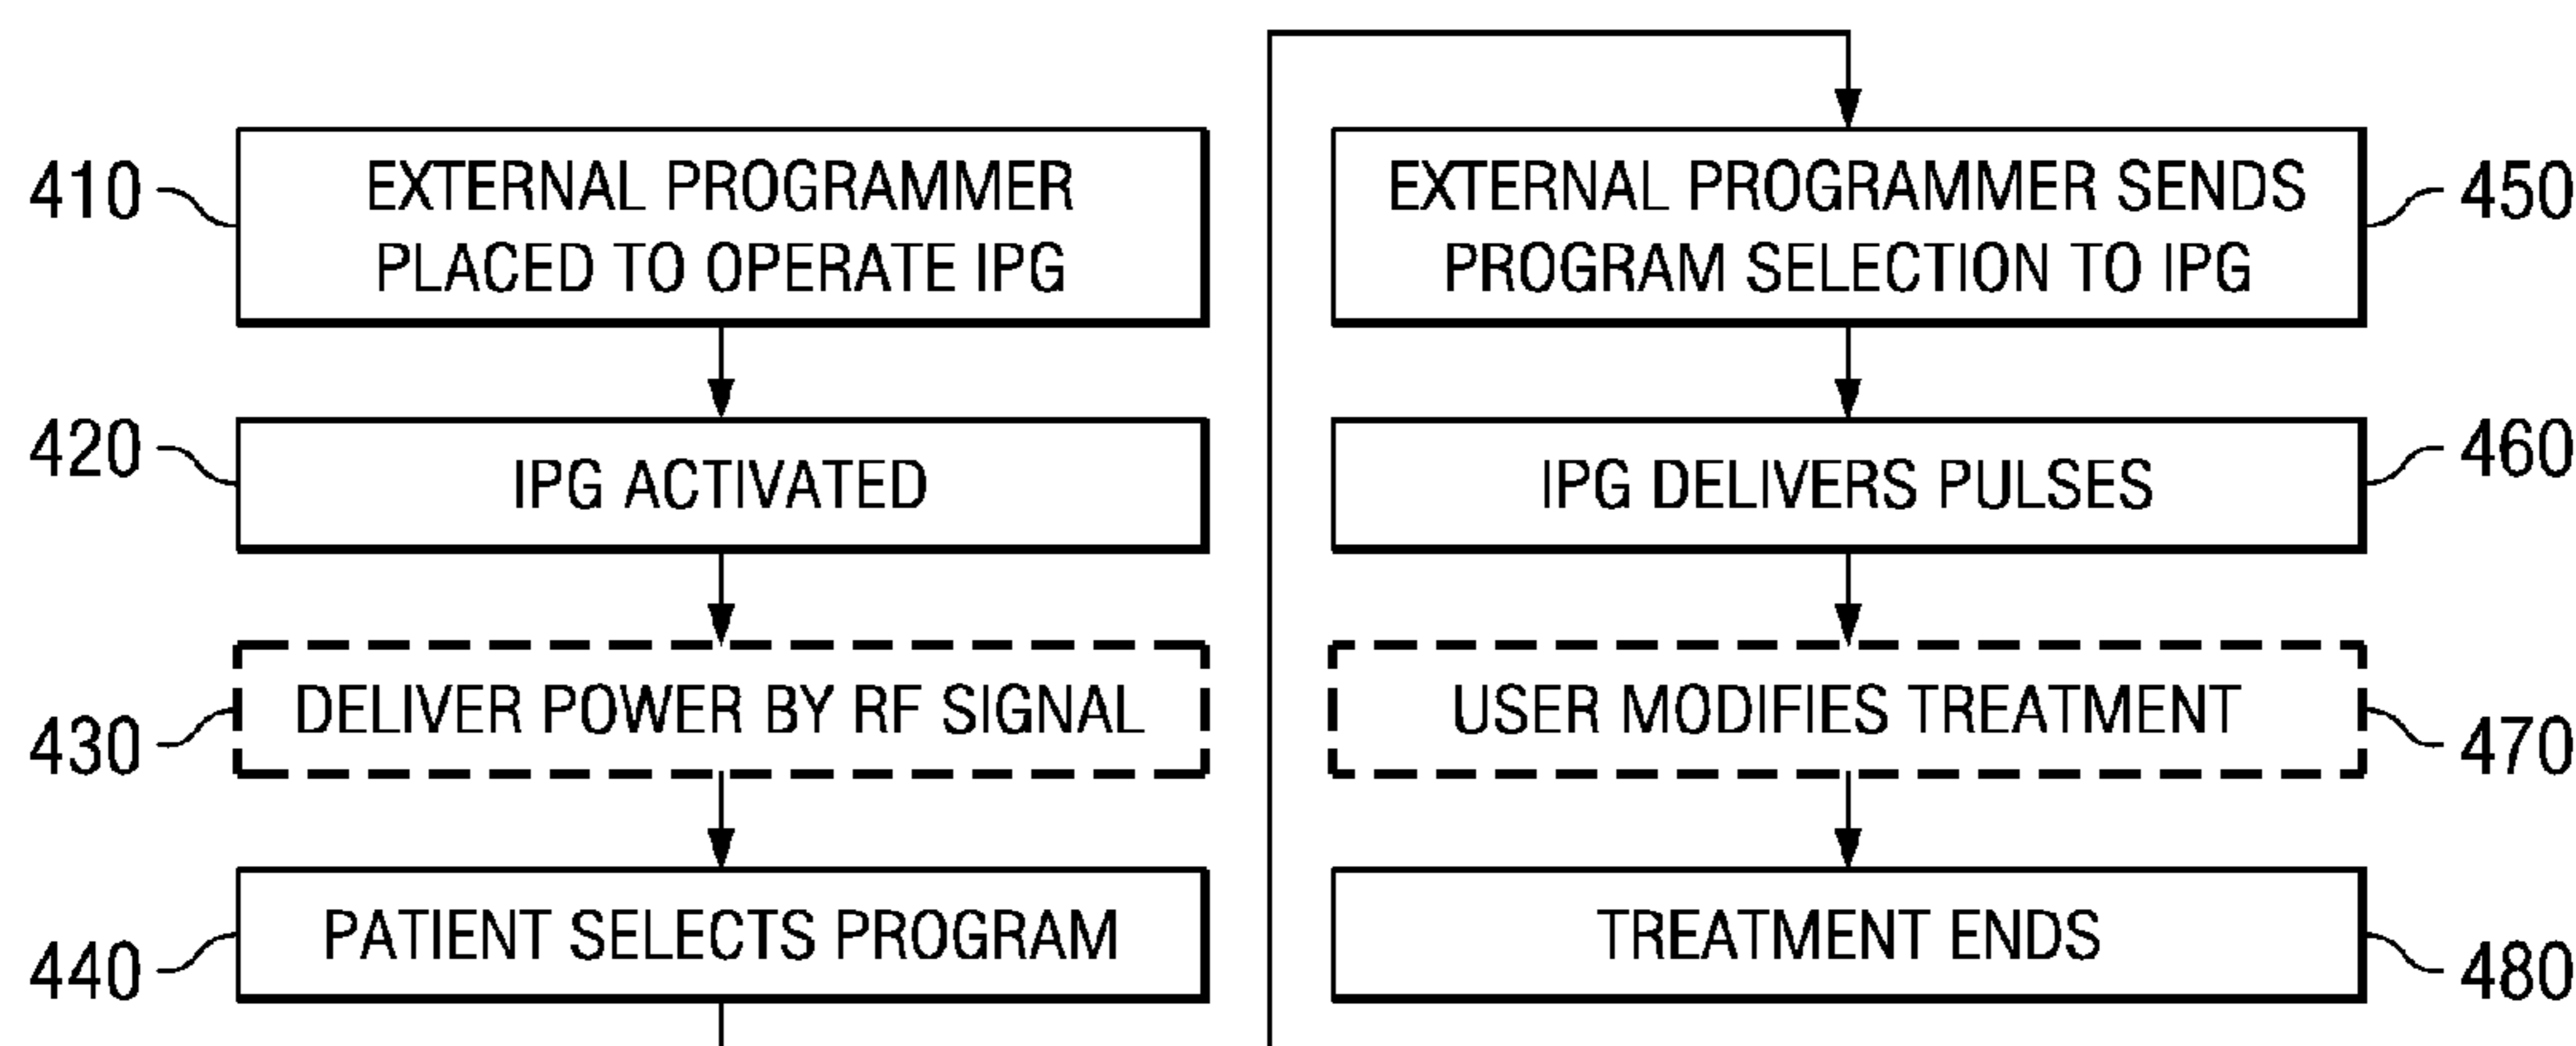 410
EXTERNAL PROGRAMMER
PLACED TO OPERATE IPG
420
IPG ACTIVATED
430
DELIVER POWER BY RF SIGNAL
440
PATIENT SELECTS PROGRAM
EXTERNAL PROGRAMMER SENDS
PROGRAM SELECTION TO IPG
450
IPG DELIVERS PULSES
460
USER MODIFIES TREATMENT
470
TREATMENT ENDS
480